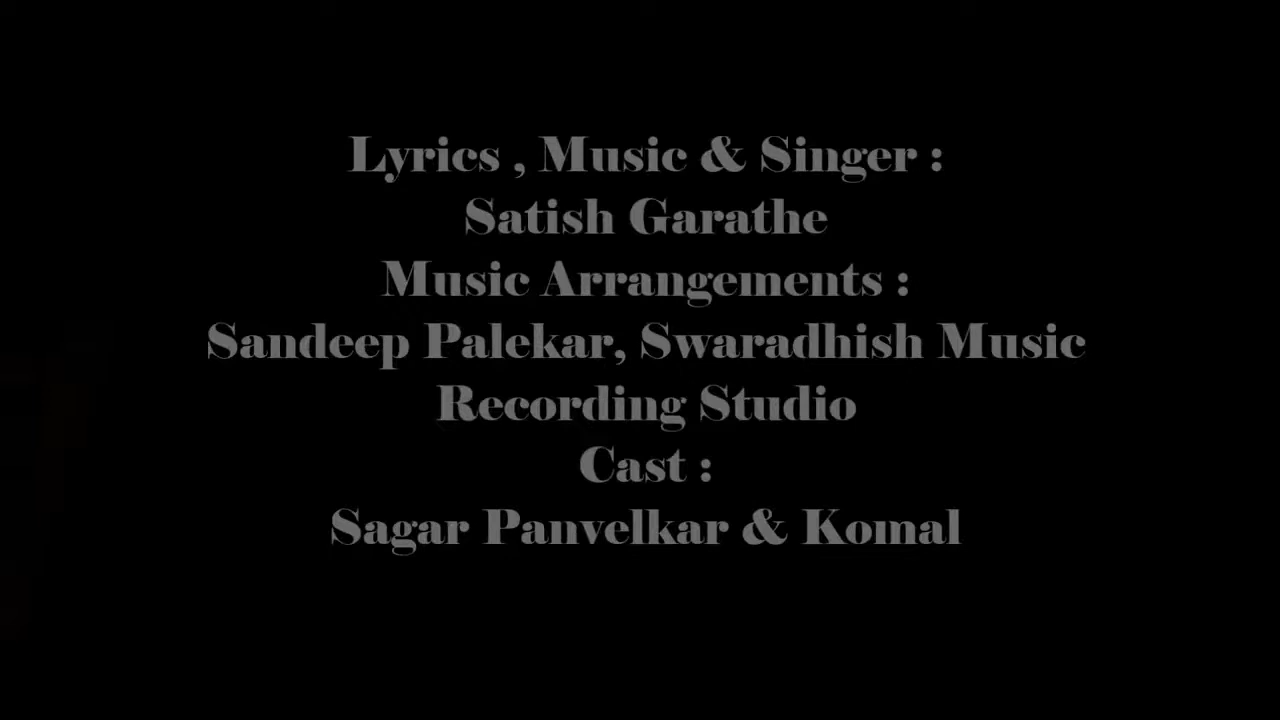 Lyrics , Music & Singer :
Satish Garathe
Music Arrangements :
Sandeep Palekar, Swaradhish Music
Recording Studio
Cast :
Sagar Panvelkar & Komal